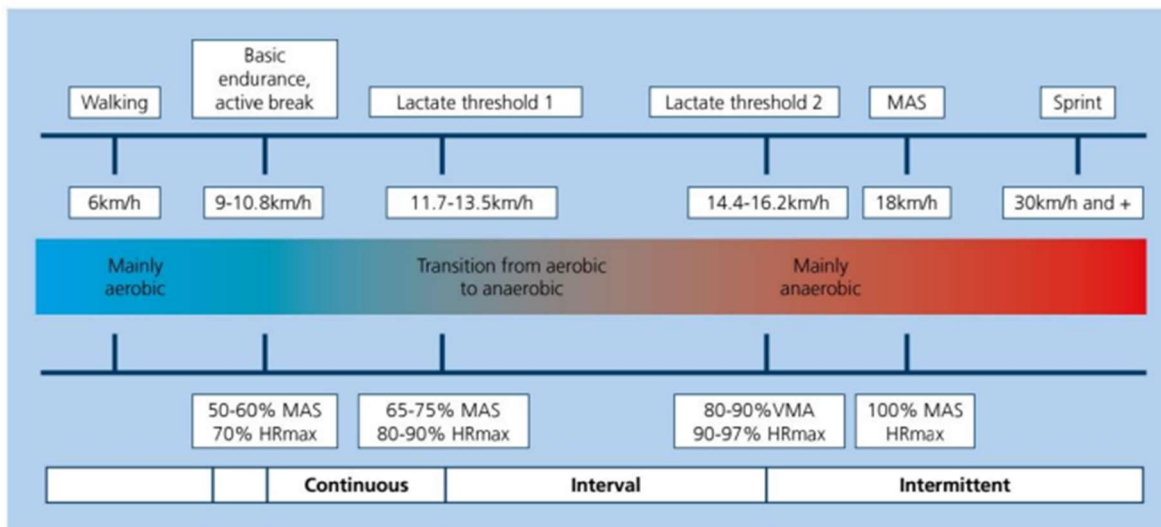 Basic
endurance,
active break
Walking
Lactate threshold 1
Lactate threshold 2
MAS
Sprint
6km/h
9-10.8km/h
11.7-13.5km/h
14.4-16.2km/h
18km/h
30km/h and +
Mainly
aerobic
Transition from aerobic
to anaerobic
Mainly
anaerobic
50-60% MAS
70% HRmax
65-75% MAS
80-90% HRmax
80-90%VMA
90-97% HRmax
100% MAS
HRmax
Continuous
Interval
Intermittent